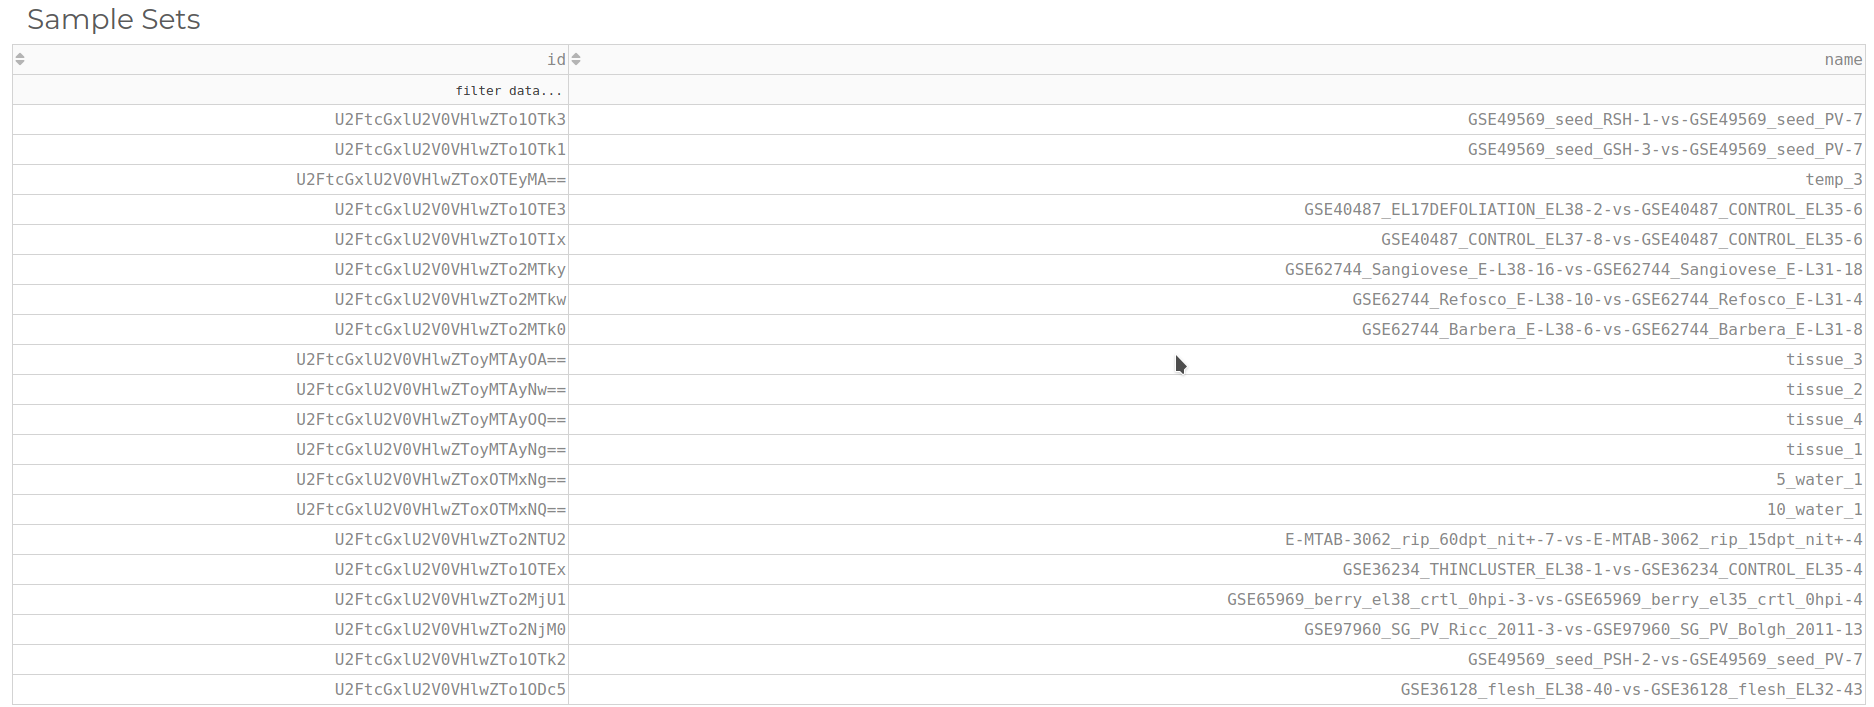 Sample Sets
id name
filter data...
U2FtcGxlU2V0VHlwZTo1OTk3 GSE49569_seed_RSH-1-vs-GSE49569_seed_PV-7
U2FtcGxlU2V0VHlwZTo1OTk1 GSE49569_seed_GSH-3-vs-GSE49569_seed_PV-7
U2FtcGxlU2V0VHlwZToxOTEyMA== temp_3
U2FtcGxlU2V0VHlwZTo1OTE3 GSE40487_EL17DEFOLIATION_EL38-2-vs-GSE40487_CONTROL_EL35-6
U2FtcGxlU2V0VHlwZTo1OTIx GSE40487_CONTROL_EL37-8-vs-GSE40487_CONTROL_EL35-6
U2FtcGxlU2V0VHlwZTo2MTky GSE62744_Sangiovese_E-L38-16-vs-GSE62744_Sangiovese_E-L31-18
U2FtcGxlU2V0VHlwZTo2MTkw GSE62744_Refosco_E-L38-10-vs-GSE62744_Refosco_E-L31-4
U2FtcGxlU2V0VHlwZTo2MTk0 GSE62744_Barbera_E-L38-6-vs-GSE62744_Barbera_E-L31-8
U2FtcGxlU2V0VHlwZToyMTAyOA== tissue_3
U2FtcGxlU2V0VHlwZToyMTAyNw== tissue_2
U2FtcGxlU2V0VHlwZToyMTAyOQ== tissue_4
U2FtcGxlU2V0VHlwZToyMTAyNg== tissue_1
U2FtcGxlU2V0VHlwZToxOTMxNg== 5_water_1
U2FtcGxlU2V0VHlwZToxOTMxNQ== 10_water_1
U2FtcGxlU2V0VHlwZTo2NTU2 E-MTAB-3062_rip_60dpt_nit+-7-vs-E-MTAB-3062_rip_15dpt_nit+-4
U2FtcGxlU2V0VHlwZTo1OTEx GSE36234_THINCLUSTER_EL38-1-vs-GSE36234_CONTROL_EL35-4
U2FtcGxlU2V0VHlwZTo2MjU1 GSE65969_berry_el38_crtl_0hpi-3-vs-GSE65969_berry_el35_crtl_0hpi-4
U2FtcGxlU2V0VHlwZTo2NjM0 GSE97960_SG_PV_Ricc_2011-3-vs-GSE97960_SG_PV_Bolgh_2011-13
U2FtcGxlU2V0VHlwZTo1OTk2 GSE49569_seed_PSH-2-vs-GSE49569_seed_PV-7
U2FtcGxlU2V0VHlwZTo1ODc5 GSE36128_flesh_EL38-40-vs-GSE36128_flesh_EL32-43